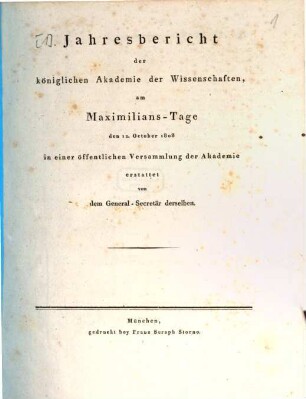 1
Jahresbericht
der
königlichen Akademie der Wissenschaften,
am
Maximilians-Tage
den 12. October 1808
in einer öffentlichen Versammlung der Akademie
erstattet
von
dem General-Secretär derselben.
München,
gedruckt bey Franz Seraph Storno.